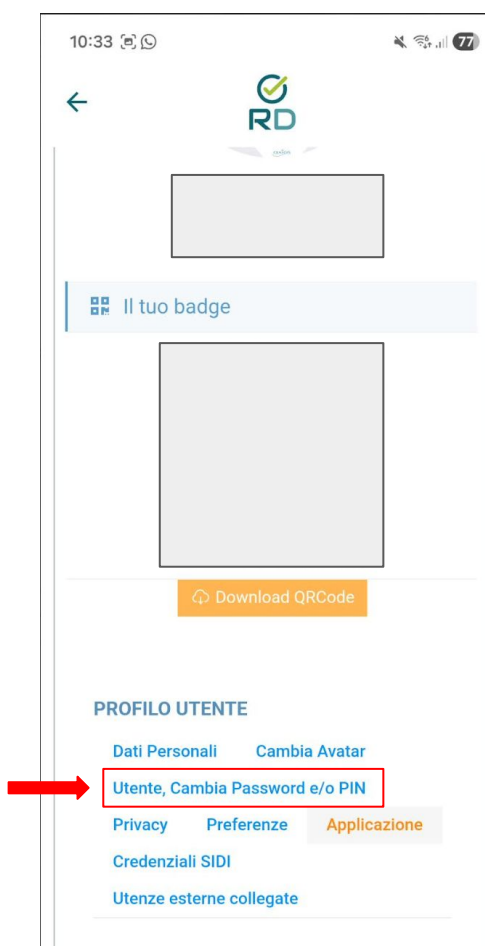 10:33
77
RD
Il tuo badge
Download QRCode
PROFILO UTENTE
Dati Personali Cambia Avatar
Utente, Cambia Password e/o PIN
Privacy Preferenze Applicazione
Credenziali SIDI
Utenze esterne collegate